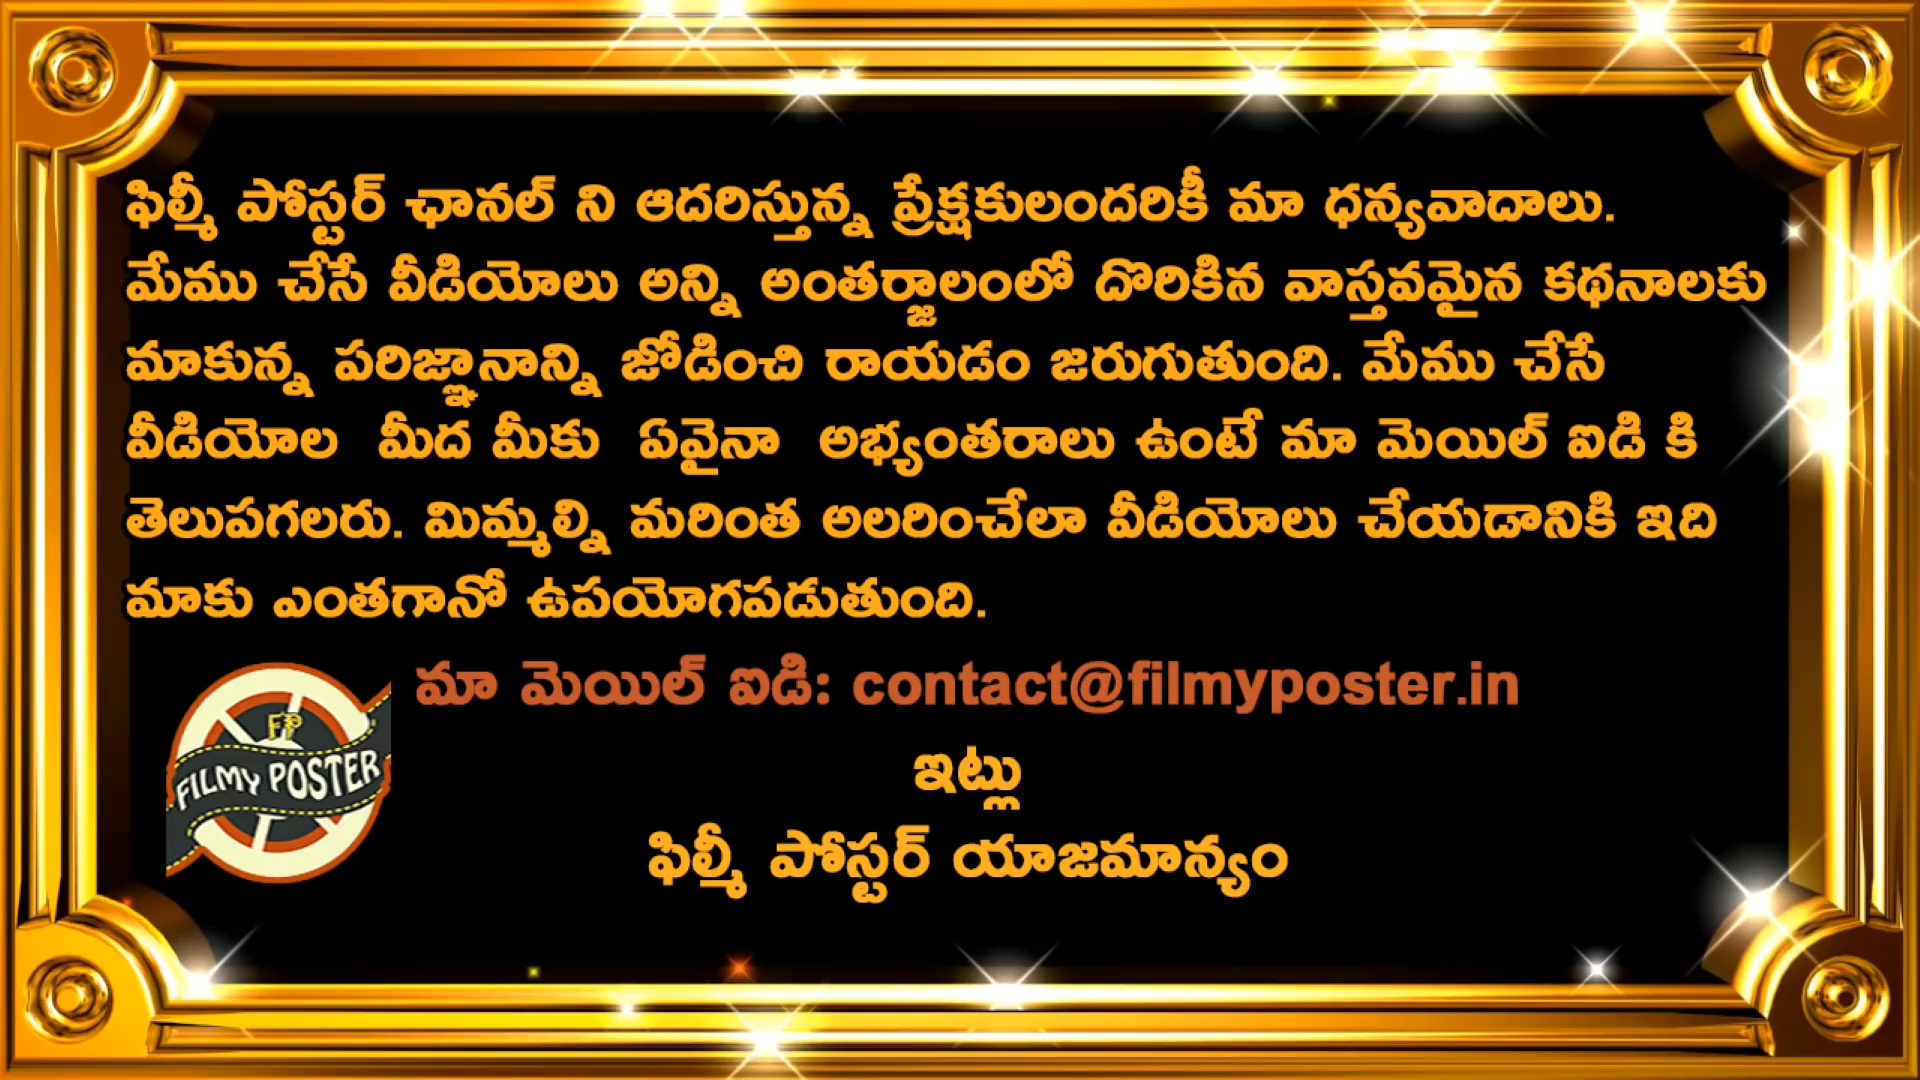 ఫిల్మీ పోస్టర్ ఛానల్ ని ఆదరిస్తున్న ప్రేక్షకులందరికీ మా ధన్యవాదాలు.
మేము చేసే వీడియోలు అన్ని అంతర్జాలంలో దొరికిన వాస్తవమైన కథనాలకు
మాకున్న పరిజ్ఞానాన్ని జోడించి రాయడం జరుగుతుంది. మేము చేసే
వీడియోల మీద మీకు ఏవైనా అభ్యంతరాలు ఉంటే మా మెయిల్ ఐడి కి
తెలుపగలరు. మిమ్మల్ని మరింత అలరించేలా వీడియోలు చేయడానికి ఇది
మాకు ఎంతగానో ఉపయోగపడుతుంది.
మా మెయిల్ ఐడి: contact@filmyposter.in
FP
FILMY POSTER
ఇట్లు
ఫిల్మీ పోస్టర్ యాజమాన్యం